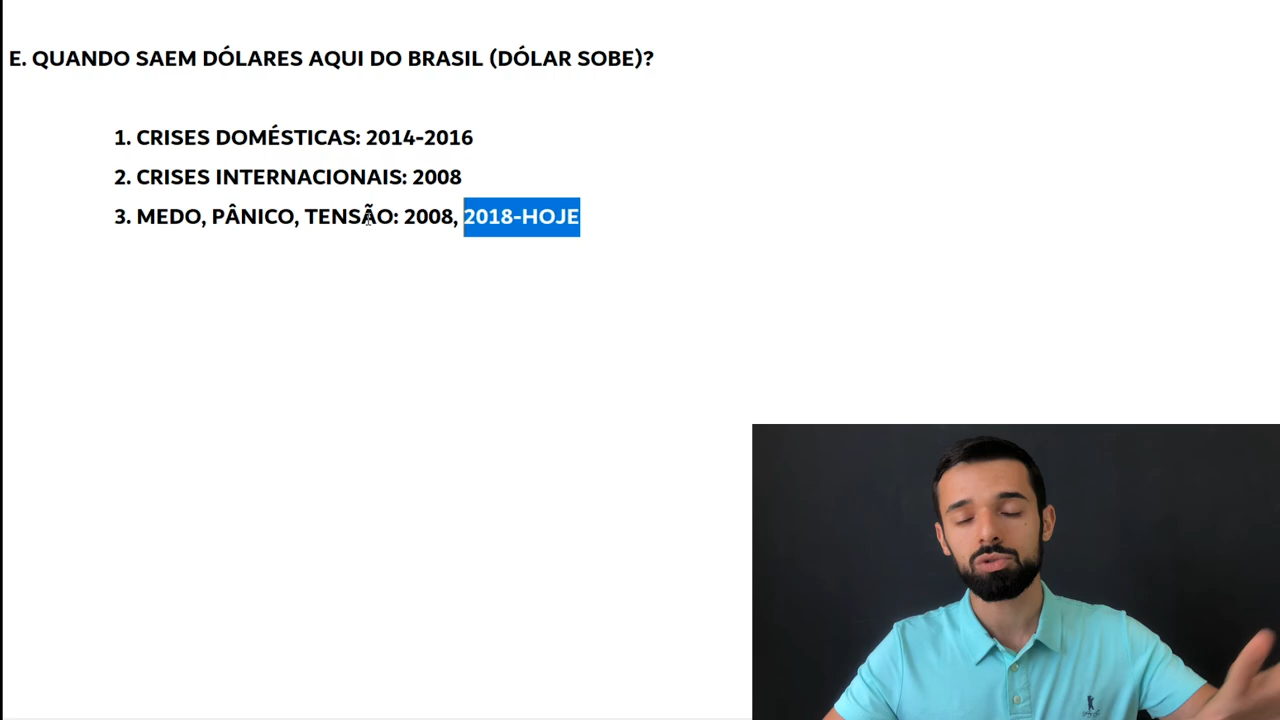 E. QUANDO SAEM DÓLARES AQUI DO BRASIL (DÓLAR SOBE)?
1. CRISES DOMÉSTICAS: 2014-2016
2. CRISES INTERNACIONAIS: 2008
3. MEDO, PÂNICO, TENSÃO: 2008, 2018-HOJE